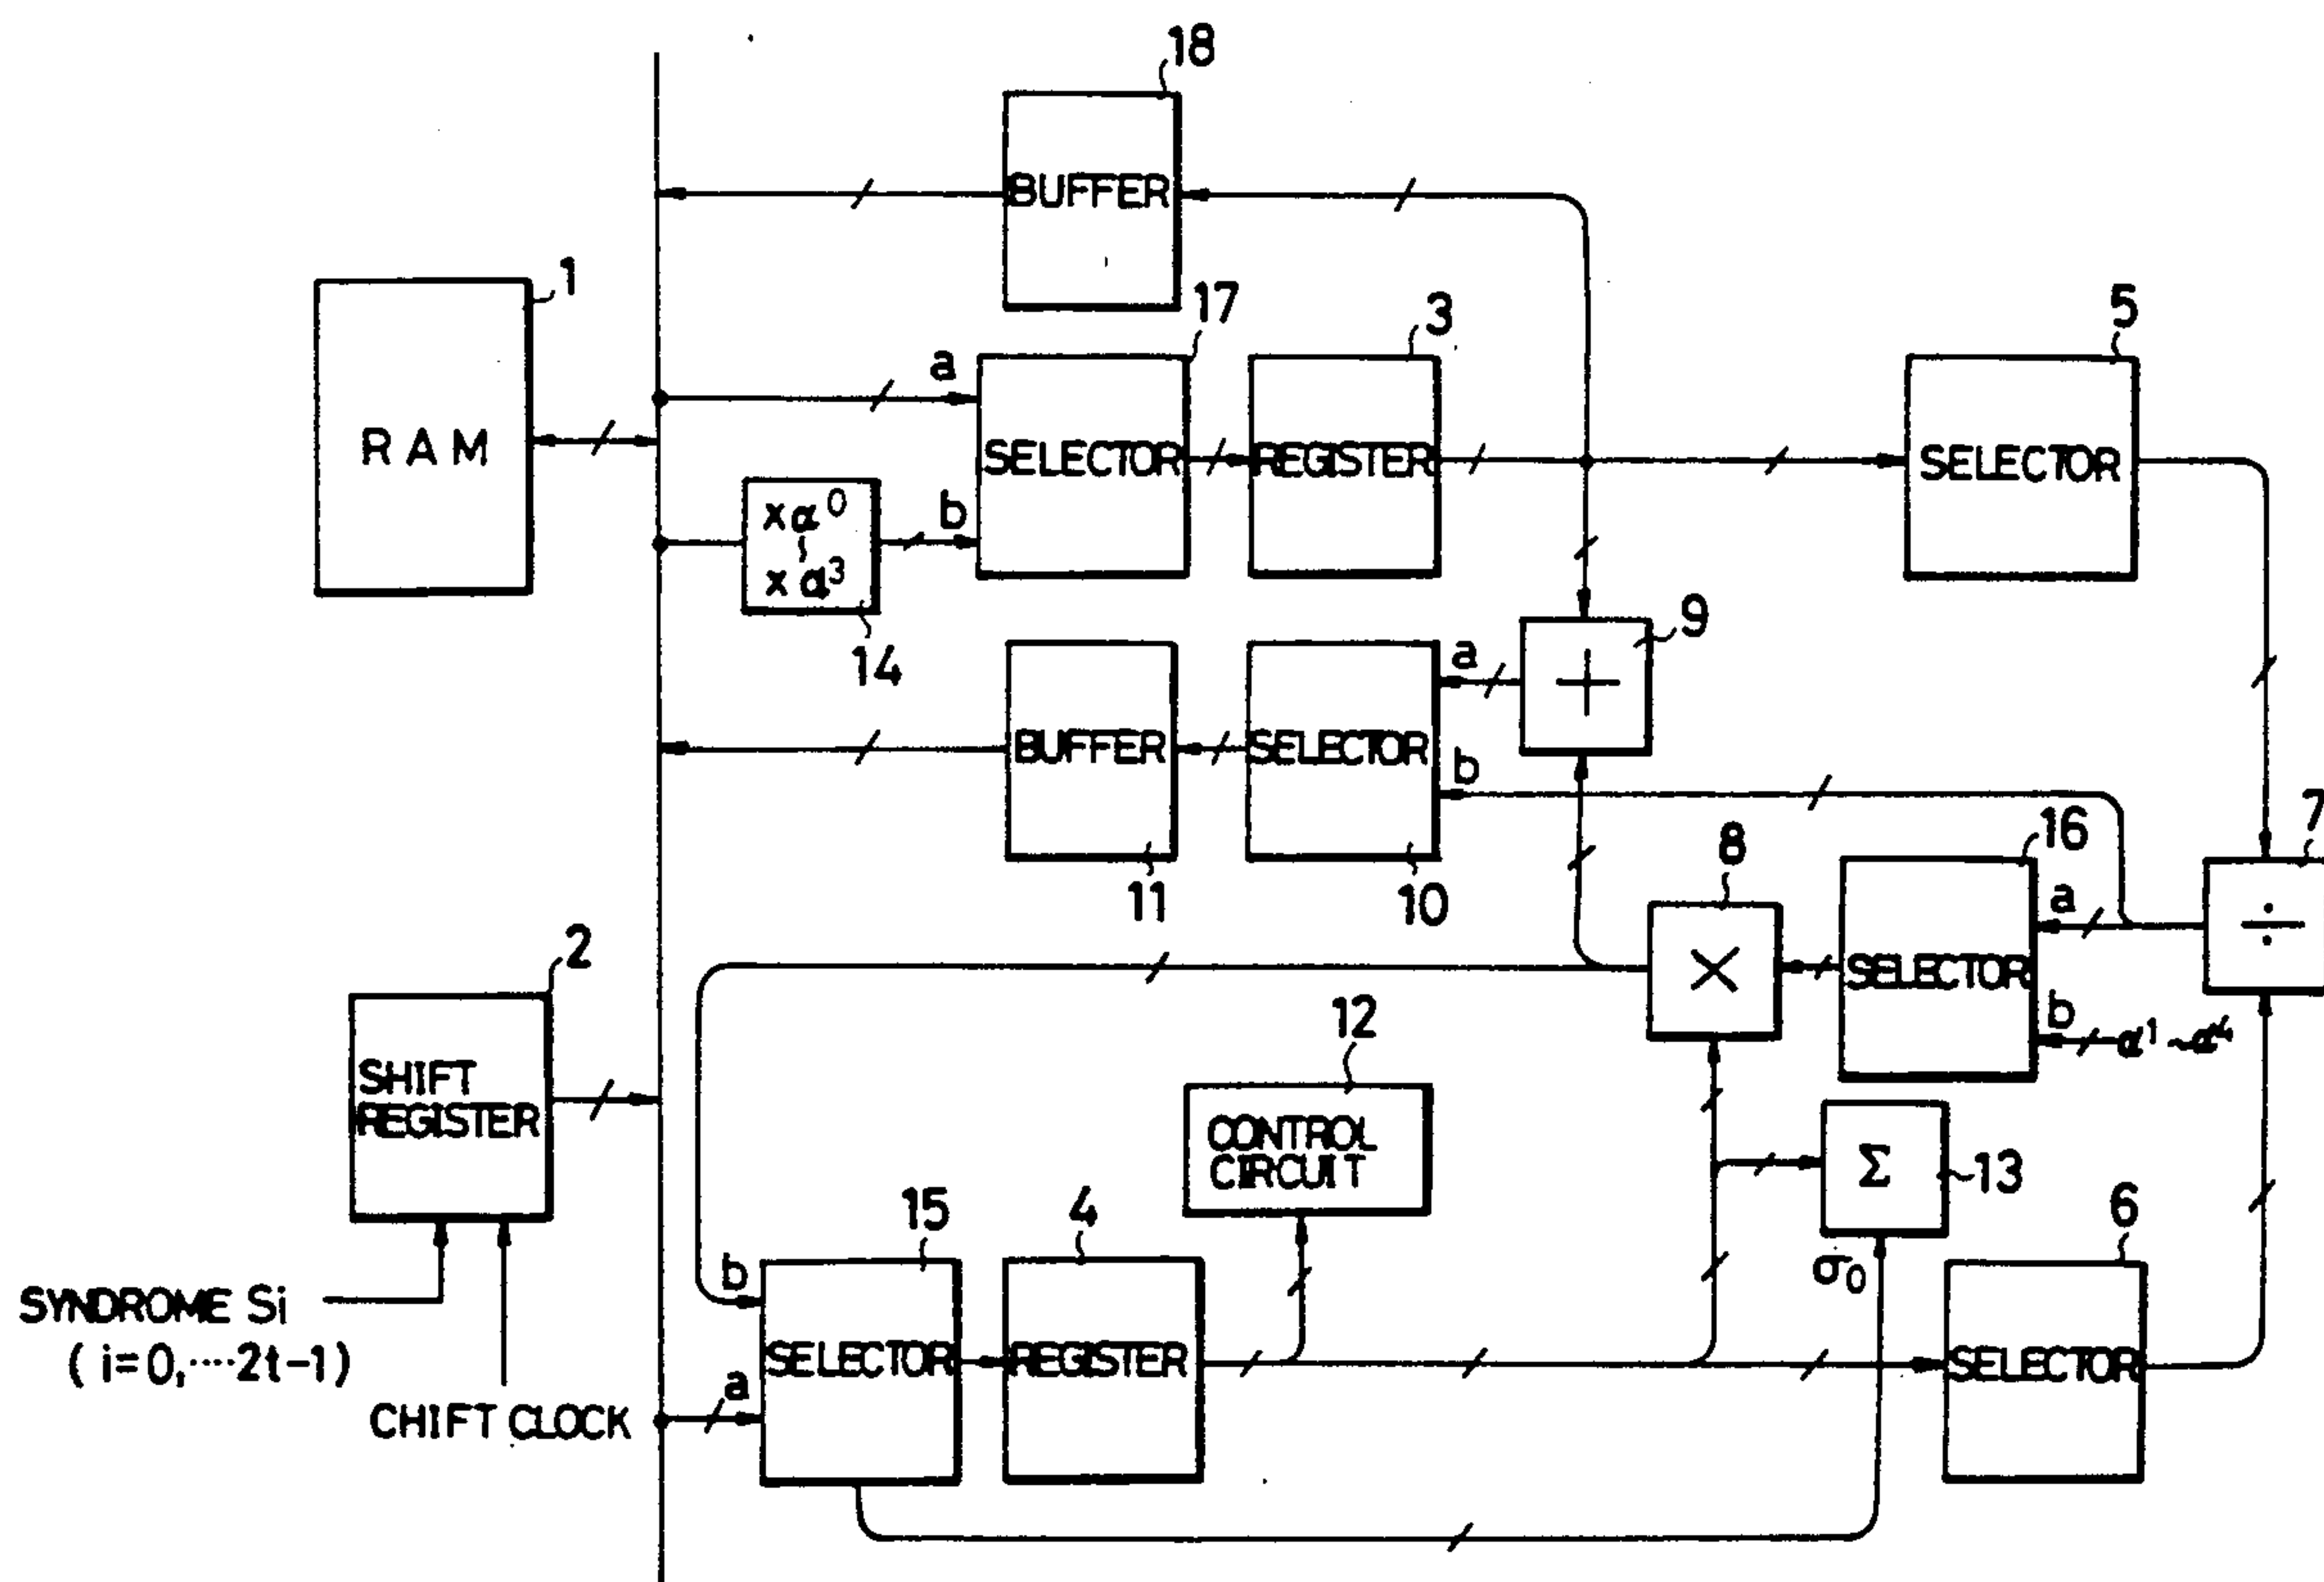 18
BUFFER
1
RAM
17
a
SELECTOR
3
REGISTER
5
SELECTOR
×α⁰
~
×α³
b
14
9
+
a
BUFFER
SELECTOR
b
11
10
7
÷
8
×
16
a
SELECTOR
b
α¹~α⁴
2
SHIFT
REGISTER
12
CONTROL
CIRCUIT
Σ
13
15
4
6
b
σ₀
SYNDROME Si
( i=0,····2t-1)
SELECTOR
REGISTER
SELECTOR
a
CHIFT CLOCK